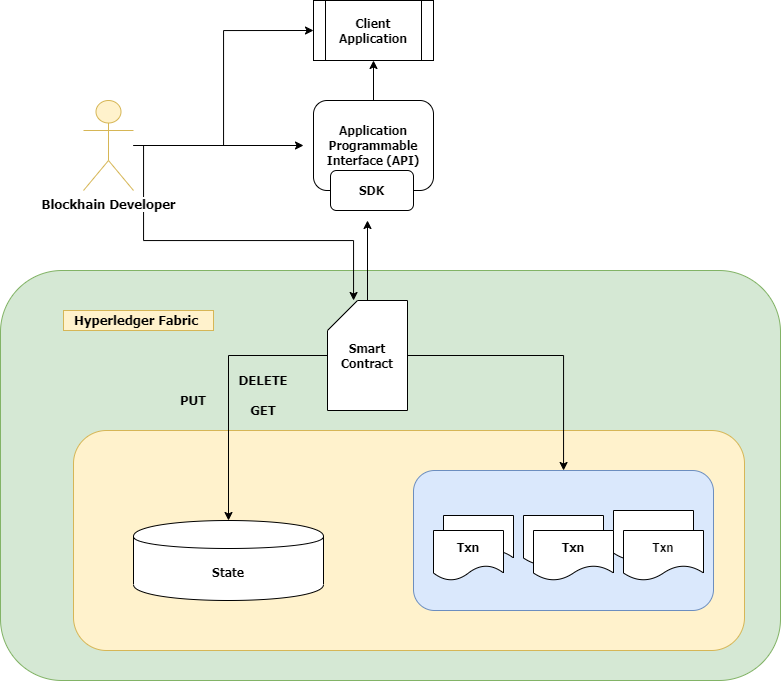 Client
Application
Application
Programmable
Interface (API)
SDK
Blockhain Developer
Hyperledger Fabric
Smart
Contract
DELETE
PUT
GET
Txn
Txn
Txn
State